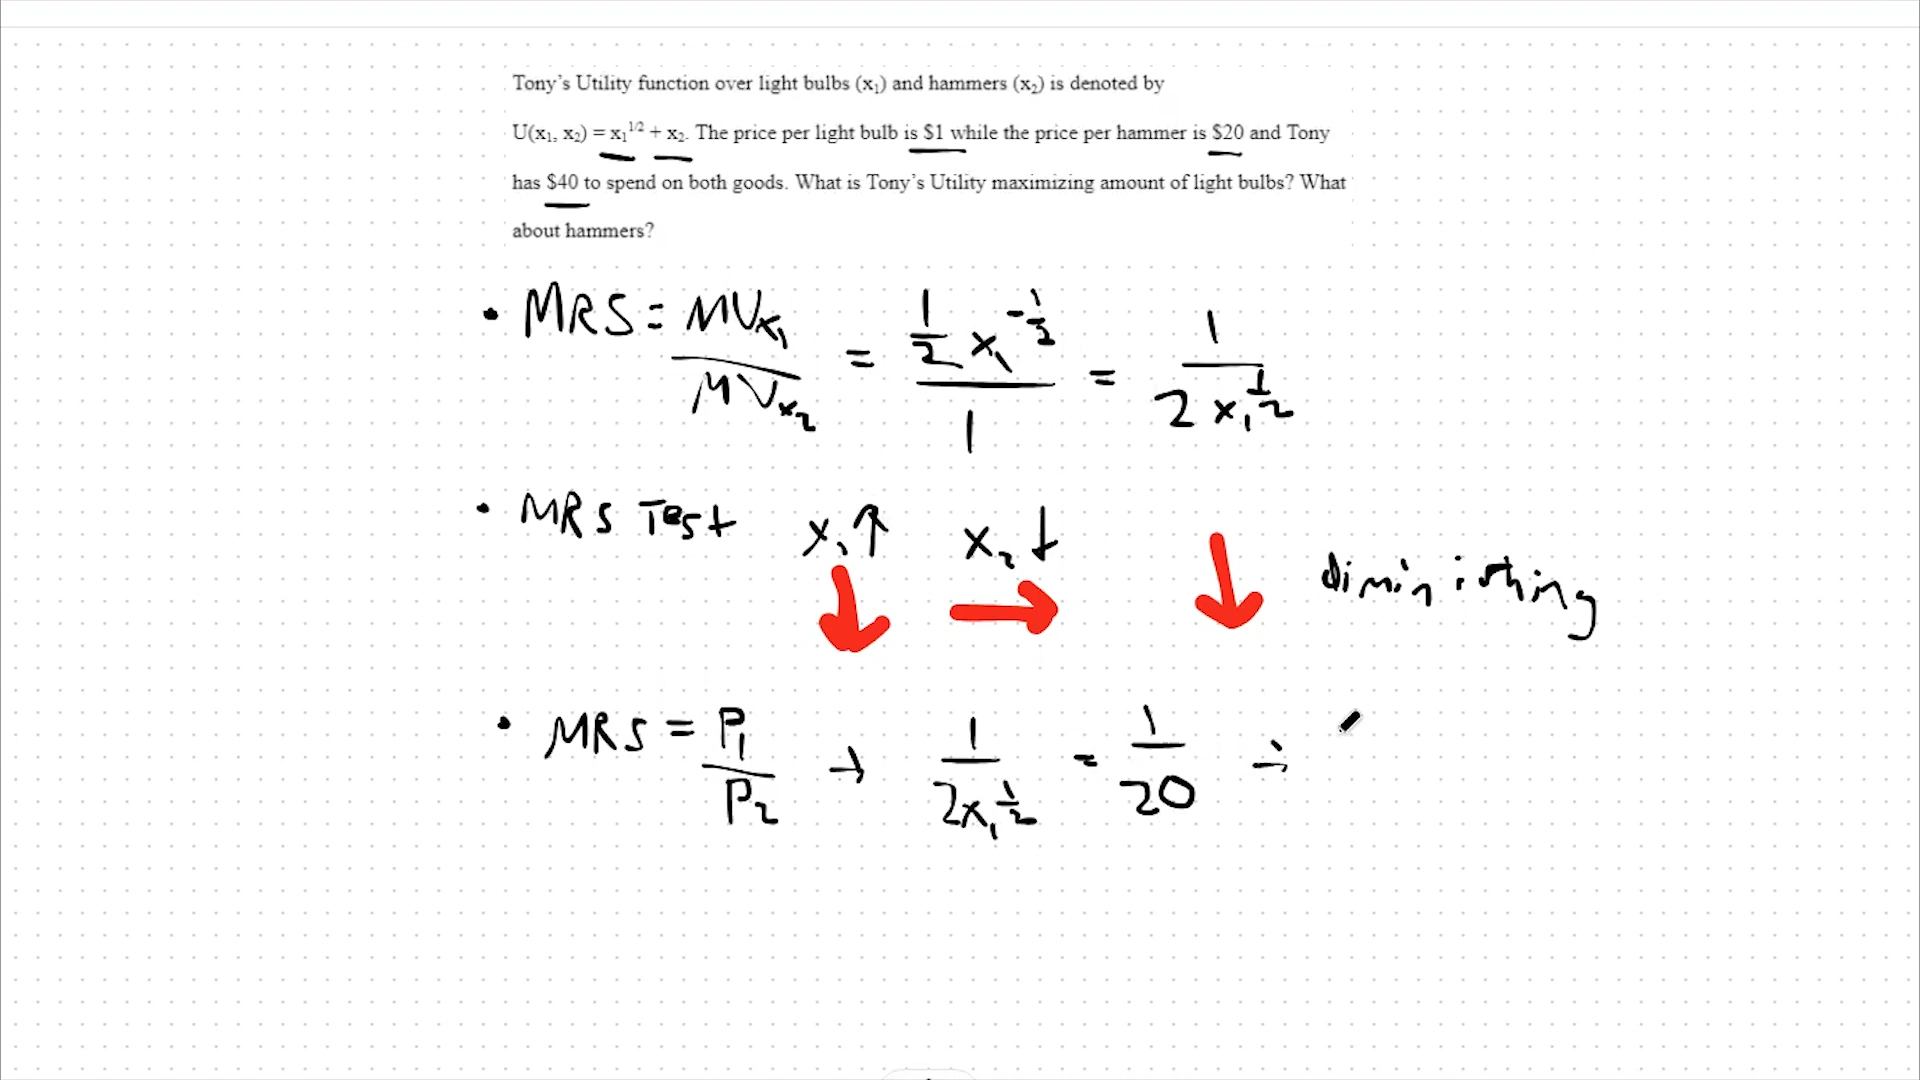 Tony's Utility function over light bulbs (x₁) and hammers (x₂) is denoted by
U(x₁, x₂) = x₁^1/2 + x₂. The price per light bulb is $1 while the price per hammer is $20 and Tony
has $40 to spend on both goods. What is Tony's Utility maximizing amount of light bulbs? What
about hammers?
• MRS = MUx₁ / MUx₂ = (1/2 x₁^-1/2) / 1 = 1 / (2 x₁^1/2)
• MRS Test x₁↑ x₂↓
↓ → ↓ diminishing
• MRS = P₁ / P₂ → 1 / (2x₁^1/2) = 1 / 20 ÷